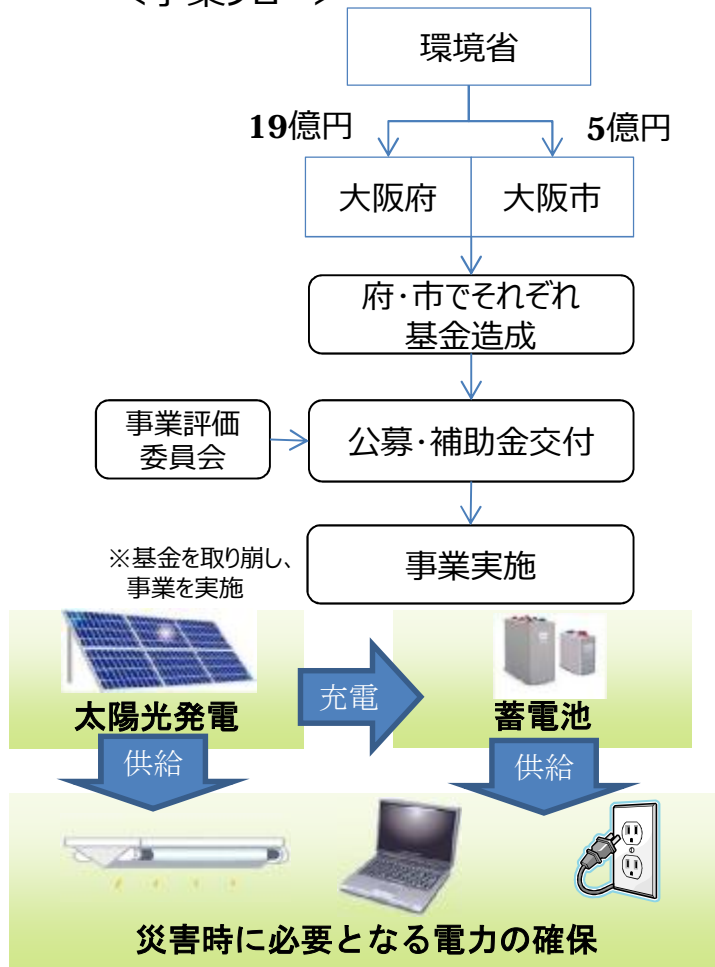 環境省
19億円
5億円
大阪府
大阪市
府・市でそれぞれ
基金造成
事業評価
委員会
公募・補助金交付
※基金を取り崩し、
事業を実施
事業実施
太陽光発電
充電
蓄電池
供給
供給
災害時に必要となる電力の確保